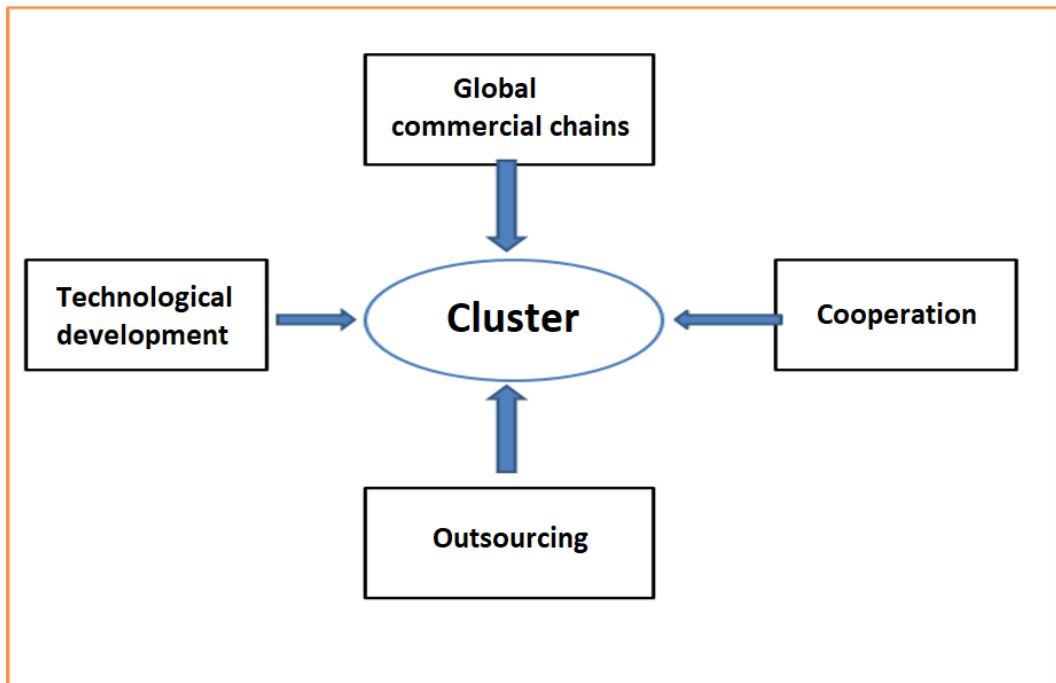 Global
commercial chains
Technological
development
Cluster
Cooperation
Outsourcing